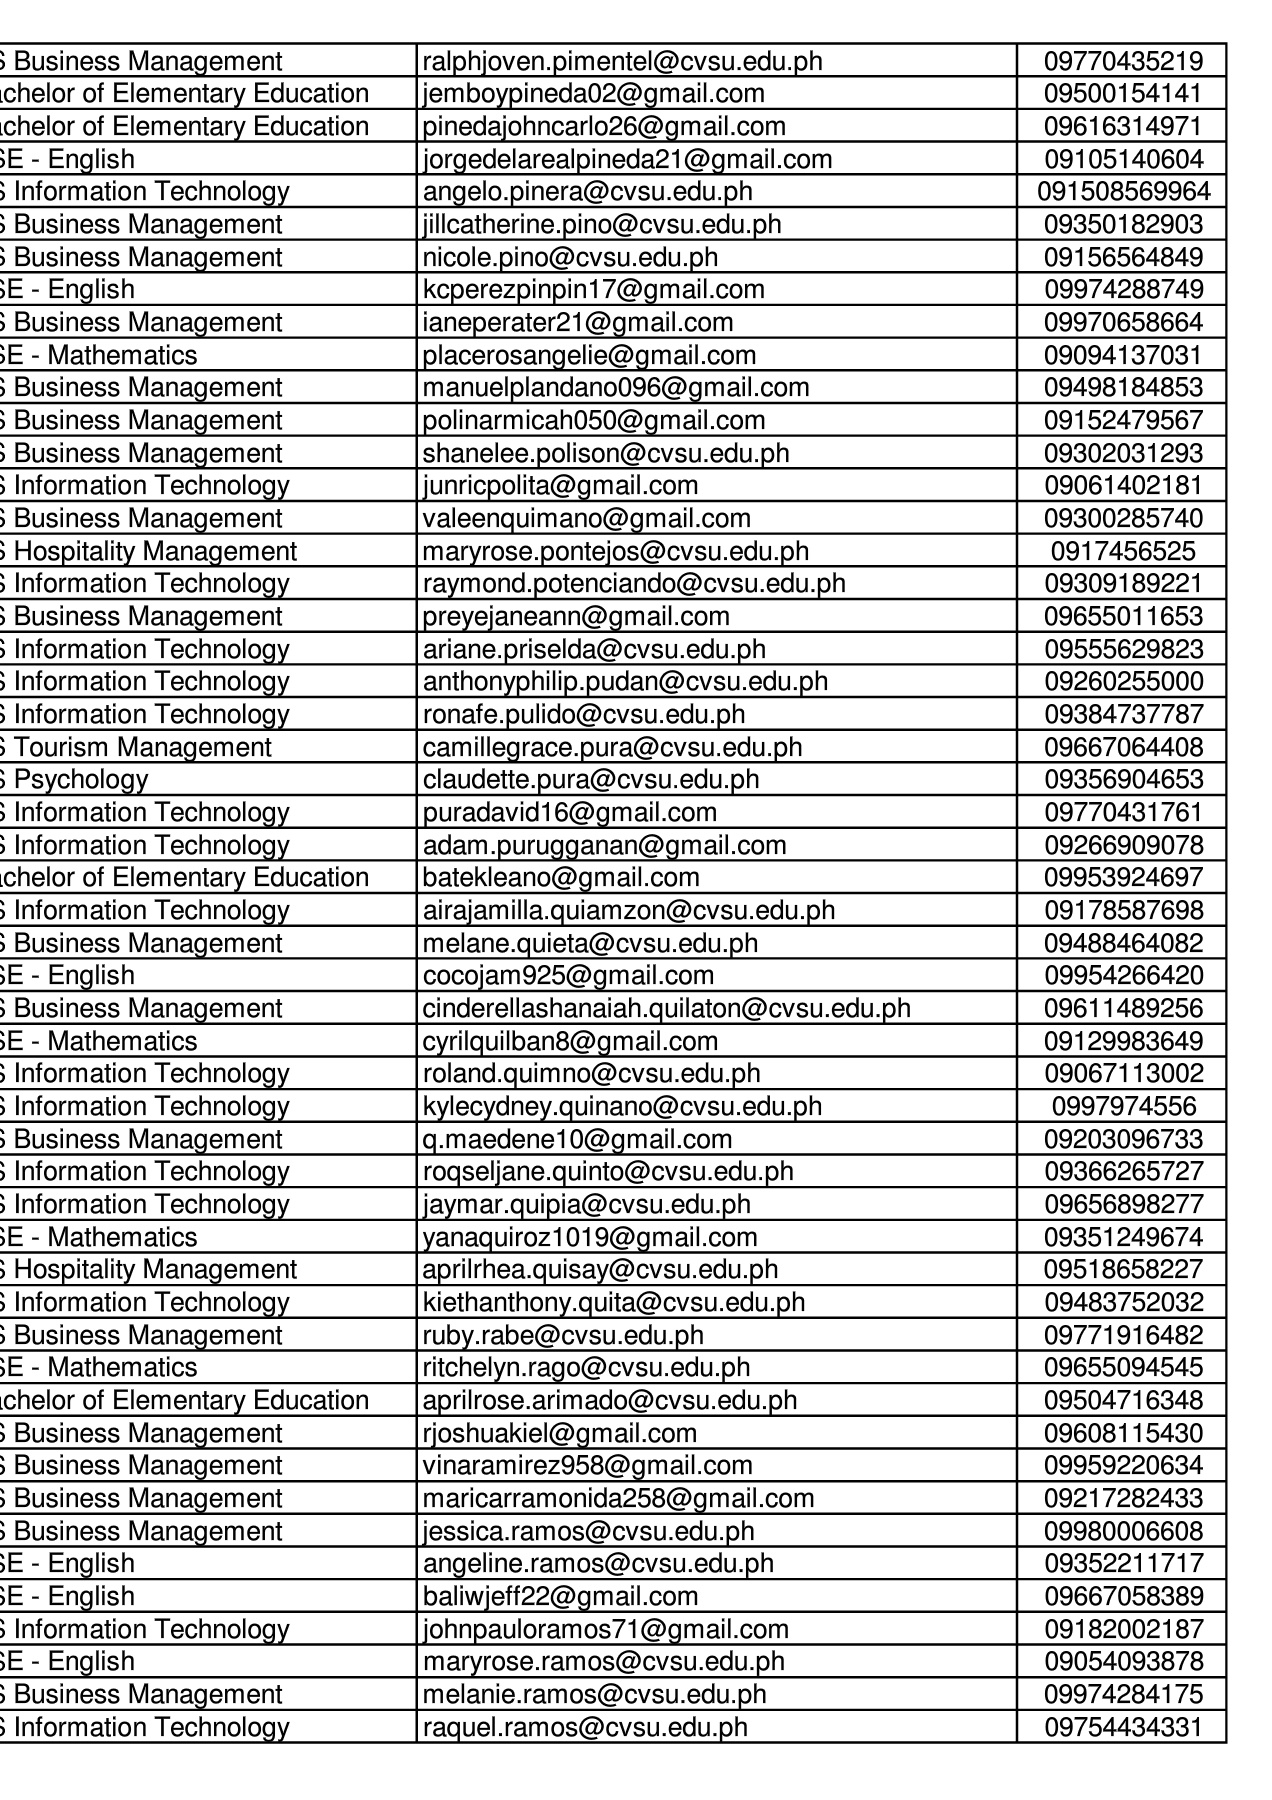 S Business Management ralphjoven.pimentel@cvsu.edu.ph 09770435219
achelor of Elementary Education jemboypineda02@gmail.com 09500154141
achelor of Elementary Education pinedajohncarlo26@gmail.com 09616314971
SE - English jorgedelarealpineda21@gmail.com 09105140604
S Information Technology angelo.pinera@cvsu.edu.ph 091508569964
S Business Management jillcatherine.pino@cvsu.edu.ph 09350182903
S Business Management nicole.pino@cvsu.edu.ph 09156564849
SE - English kcperezpinpin17@gmail.com 09974288749
S Business Management ianeperater21@gmail.com 09970658664
SE - Mathematics placerosangelie@gmail.com 09094137031
S Business Management manuelplandano096@gmail.com 09498184853
S Business Management polinarmicah050@gmail.com 09152479567
S Business Management shanelee.polison@cvsu.edu.ph 09302031293
S Information Technology junricpolita@gmail.com 09061402181
S Business Management valeenquimano@gmail.com 09300285740
S Hospitality Management maryrose.pontejos@cvsu.edu.ph 0917456525
S Information Technology raymond.potenciando@cvsu.edu.ph 09309189221
S Business Management preyejaneann@gmail.com 09655011653
S Information Technology ariane.priselda@cvsu.edu.ph 09555629823
S Information Technology anthonyphilip.pudan@cvsu.edu.ph 09260255000
S Information Technology ronafe.pulido@cvsu.edu.ph 09384737787
S Tourism Management camillegrace.pura@cvsu.edu.ph 09667064408
S Psychology claudette.pura@cvsu.edu.ph 09356904653
S Information Technology puradavid16@gmail.com 09770431761
S Information Technology adam.purugganan@gmail.com 09266909078
achelor of Elementary Education batekleano@gmail.com 09953924697
S Information Technology airajamilla.quiamzon@cvsu.edu.ph 09178587698
S Business Management melane.quieta@cvsu.edu.ph 09488464082
SE - English cocojam925@gmail.com 09954266420
S Business Management cinderellashanaiah.quilaton@cvsu.edu.ph 09611489256
SE - Mathematics cyrilquilban8@gmail.com 09129983649
S Information Technology roland.quimno@cvsu.edu.ph 09067113002
S Information Technology kylecydney.quinano@cvsu.edu.ph 0997974556
S Business Management q.maedene10@gmail.com 09203096733
S Information Technology roqseljane.quinto@cvsu.edu.ph 09366265727
S Information Technology jaymar.quipia@cvsu.edu.ph 09656898277
SE - Mathematics yanaquiroz1019@gmail.com 09351249674
S Hospitality Management aprilrhea.quisay@cvsu.edu.ph 09518658227
S Information Technology kiethanthony.quita@cvsu.edu.ph 09483752032
S Business Management ruby.rabe@cvsu.edu.ph 09771916482
SE - Mathematics ritchelyn.rago@cvsu.edu.ph 09655094545
achelor of Elementary Education aprilrose.arimado@cvsu.edu.ph 09504716348
S Business Management rjoshuakiel@gmail.com 09608115430
S Business Management vinaramirez958@gmail.com 09959220634
S Business Management maricarramonida258@gmail.com 09217282433
S Business Management jessica.ramos@cvsu.edu.ph 09980006608
SE - English angeline.ramos@cvsu.edu.ph 09352211717
SE - English baliwjeff22@gmail.com 09667058389
S Information Technology johnpauloramos71@gmail.com 09182002187
SE - English maryrose.ramos@cvsu.edu.ph 09054093878
S Business Management melanie.ramos@cvsu.edu.ph 09974284175
S Information Technology raquel.ramos@cvsu.edu.ph 09754434331